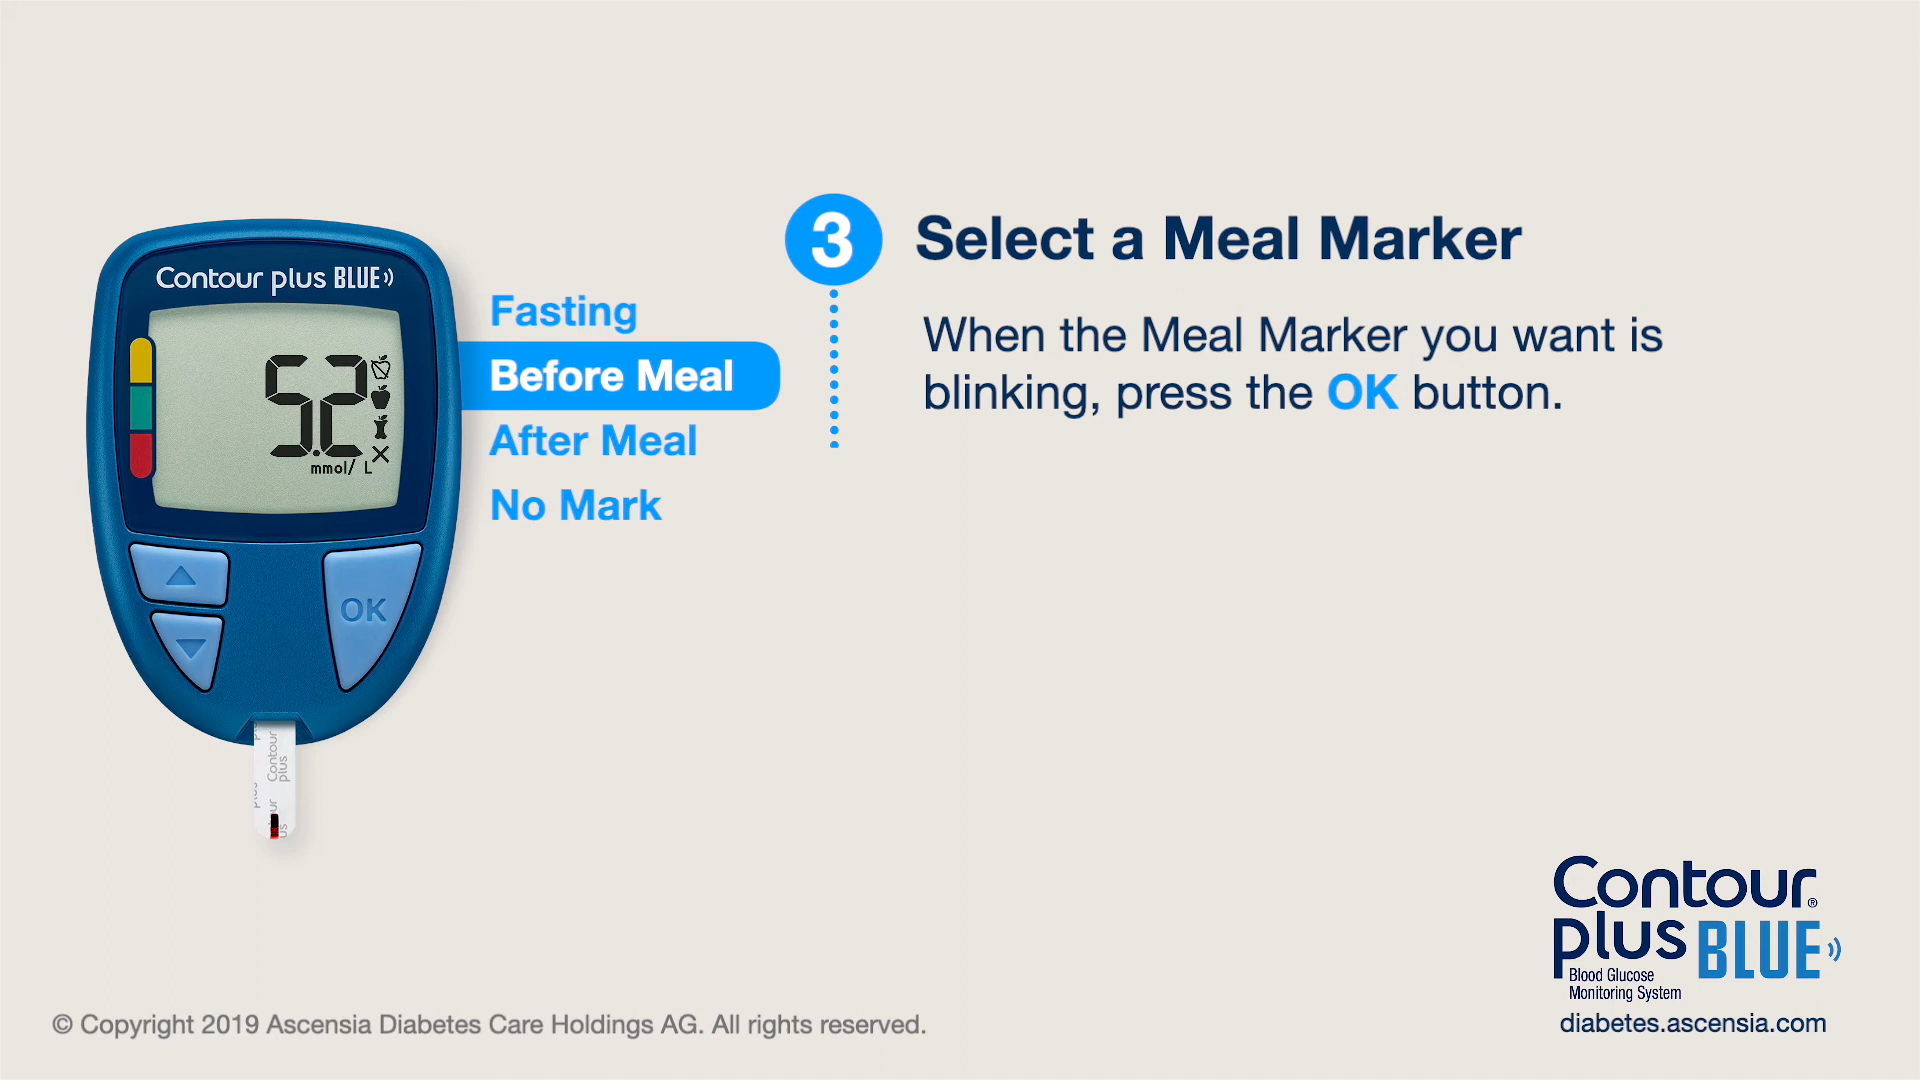 Contour plus BLUE
5.2
mmol/ L
OK
Contour
plus
Fasting
Before Meal
After Meal
No Mark
3 Select a Meal Marker
When the Meal Marker you want is
blinking, press the OK button.
Contour®
plus BLUE
Blood Glucose
Monitoring System
diabetes.ascensia.com
© Copyright 2019 Ascensia Diabetes Care Holdings AG. All rights reserved.